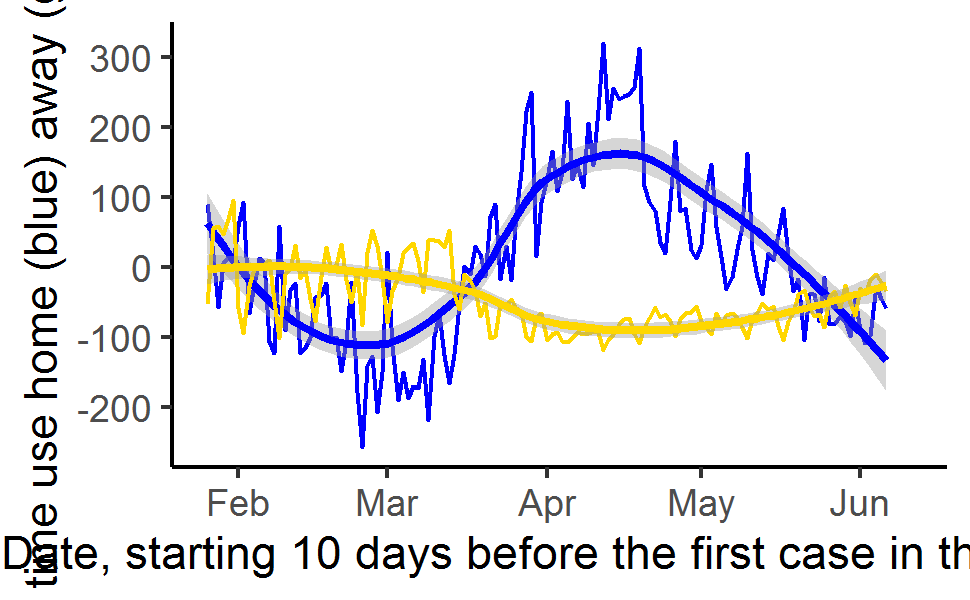 time use home (blue) away (
300
200
100
0
-100
-200
Feb Mar Apr May Jun
Date, starting 10 days before the first case in th